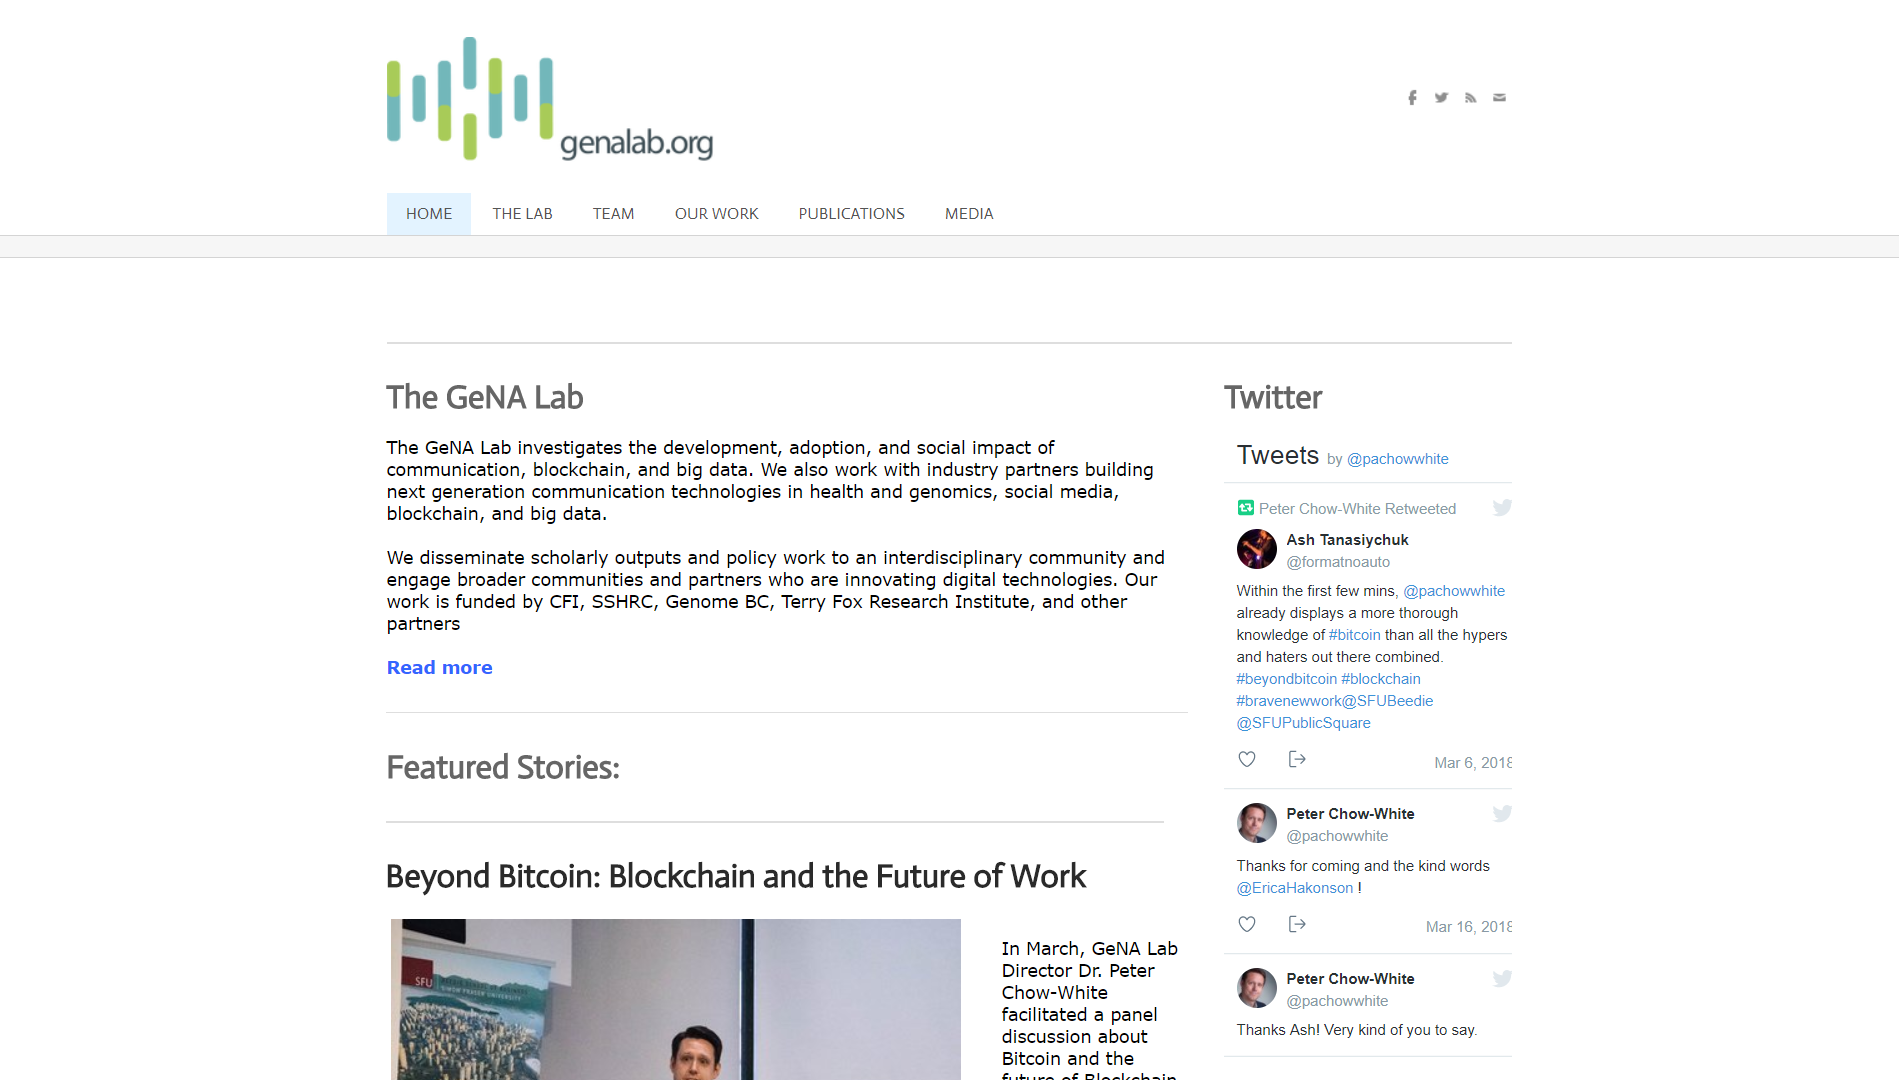 genalab.org
HOME THE LAB TEAM OUR WORK PUBLICATIONS MEDIA
The GeNA Lab
The GeNA Lab investigates the development, adoption, and social impact of
communication, blockchain, and big data. We also work with industry partners building
next generation communication technologies in health and genomics, social media,
blockchain, and big data.
We disseminate scholarly outputs and policy work to an interdisciplinary community and
engage broader communities and partners who are innovating digital technologies. Our
work is funded by CFI, SSHRC, Genome BC, Terry Fox Research Institute, and other
partners
Read more
Featured Stories:
Beyond Bitcoin: Blockchain and the Future of Work
SFU
SIMON FRASER UNIVERSITY
In March, GeNA Lab
Director Dr. Peter
Chow-White
facilitated a panel
discussion about
Bitcoin and the
future of Blockchain
Twitter
Tweets by @pachowwhite
Peter Chow-White Retweeted
Ash Tanasiychuk
@formatnoauto
Within the first few mins, @pachowwhite
already displays a more thorough
knowledge of #bitcoin than all the hypers
and haters out there combined.
#beyondbitcoin #blockchain
#bravenewwork@SFUBeedie
@SFUPublicSquare
Mar 6, 2018
Peter Chow-White
@pachowwhite
Thanks for coming and the kind words
@EricaHakonson !
Mar 16, 2018
Peter Chow-White
@pachowwhite
Thanks Ash! Very kind of you to say.